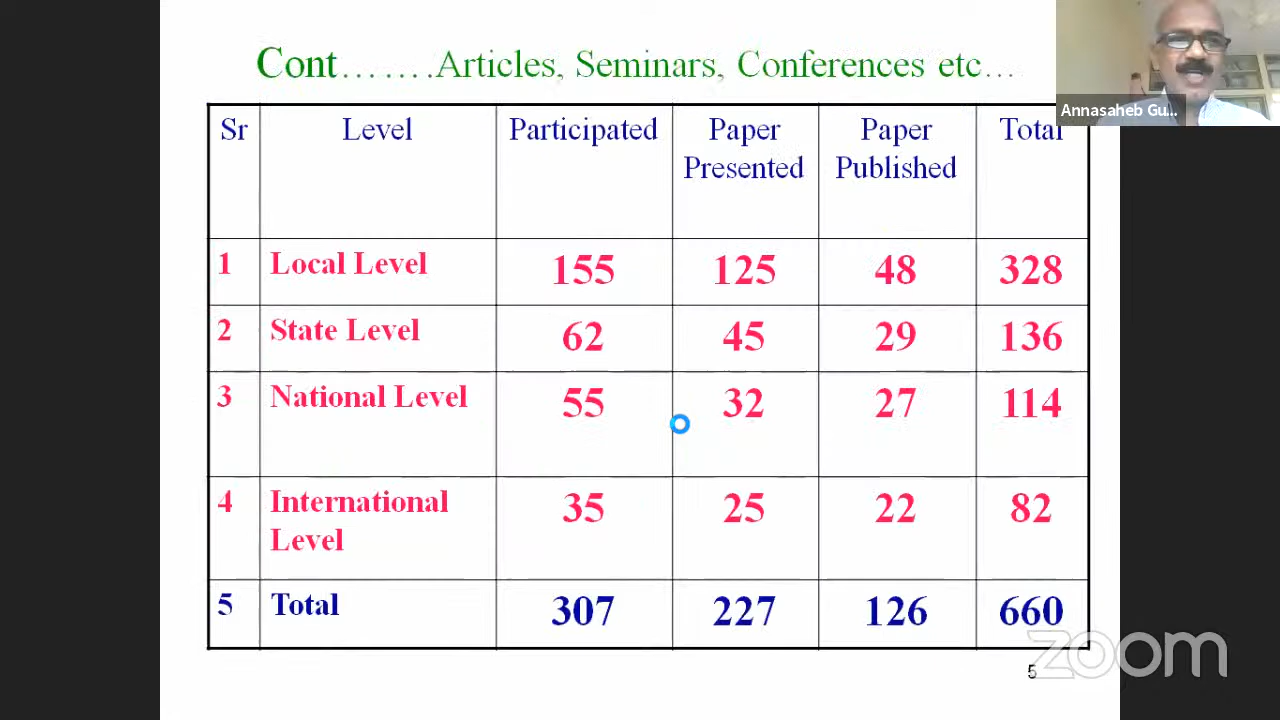 Cont…….Articles, Seminars, Conferences etc…
Annasaheb Gu...
Sr Level Participated Paper Presented Paper Published Total
1 Local Level 155 125 48 328
2 State Level 62 45 29 136
3 National Level 55 32 27 114
4 International Level 35 25 22 82
5 Total 307 227 126 660
zoom
5